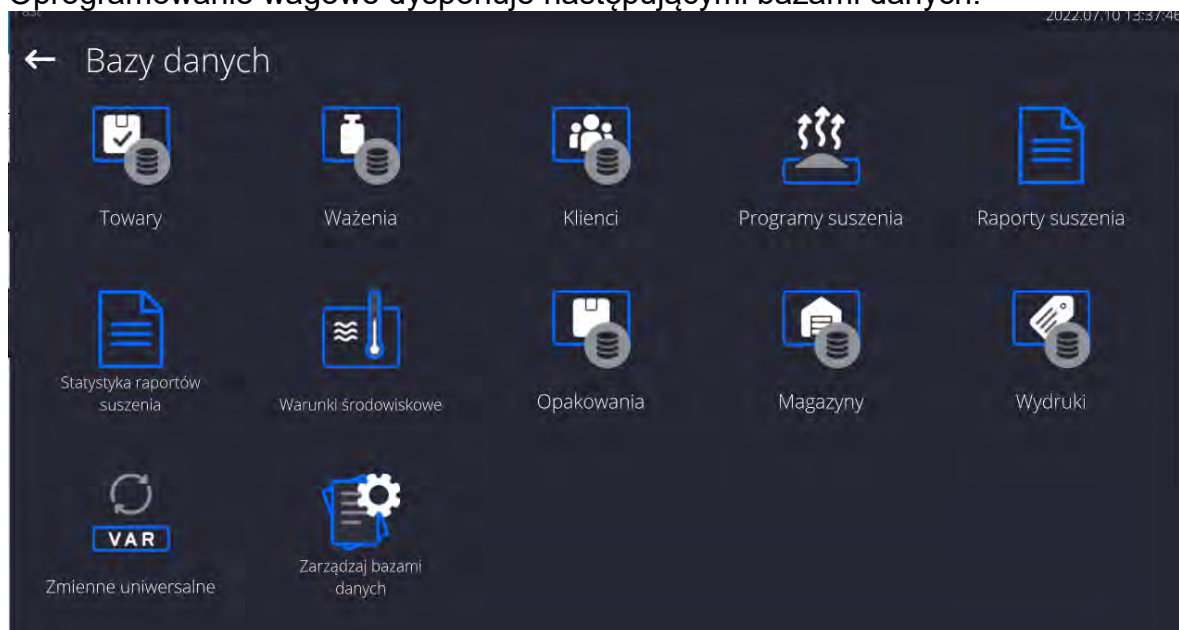 Oprogramowanie wagowe dysponuje następującymi bazami danych:
2022.07.10 13:37:46
Bazy danych
Towary
Ważenia
Klienci
Programy suszenia
Raporty suszenia
Statystyka raportów
suszenia
Warunki środowiskowe
Opakowania
Magazyny
Wydruki
VAR
Zmienne uniwersalne
Zarządzaj bazami
danych